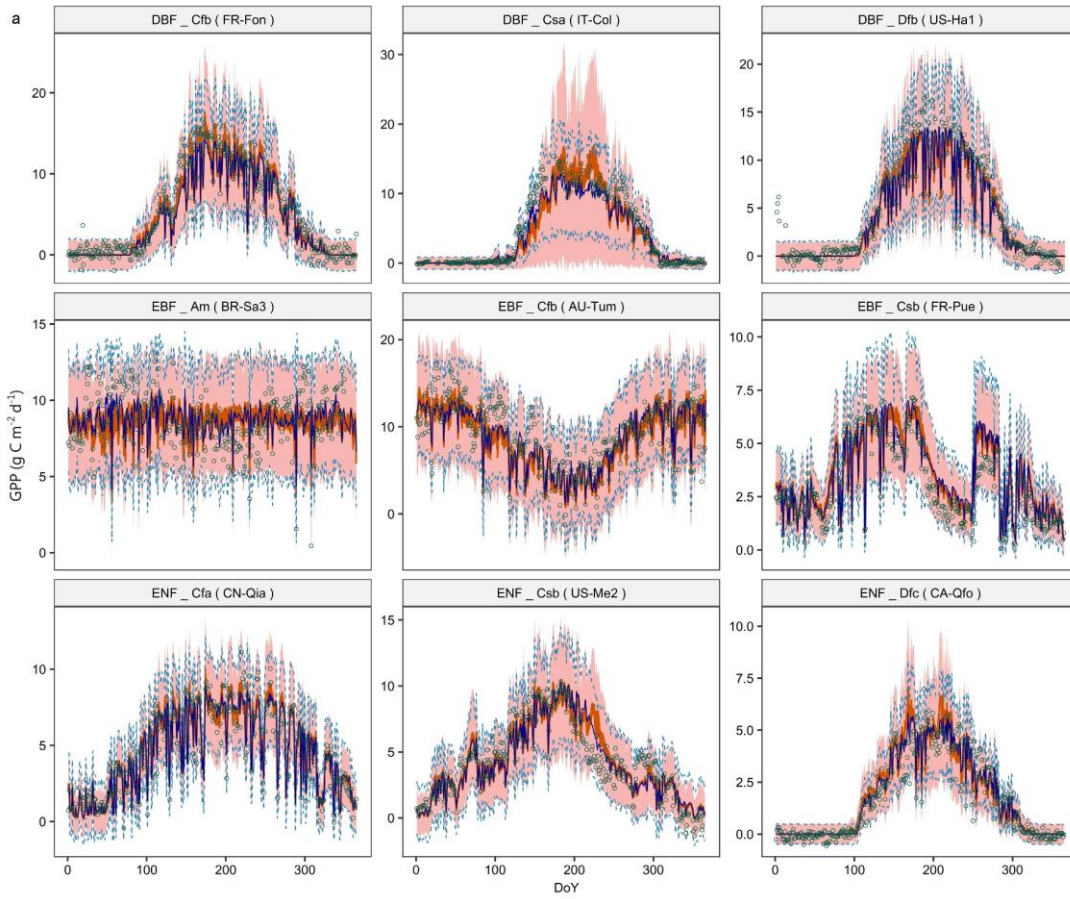 a
DBF _ Cfb ( FR-Fon )
DBF _ Csa ( IT-Col )
DBF _ Dfb ( US-Ha1 )
20
10
0
30
20
10
0
20
15
10
5
0
EBF _ Am ( BR-Sa3 )
EBF _ Cfb ( AU-Tum )
EBF _ Csb ( FR-Pue )
15
10
5
0
20
10
0
10.0
7.5
5.0
2.5
0.0
GPP (g C m⁻² d⁻¹)
ENF _ Cfa ( CN-Qia )
ENF _ Csb ( US-Me2 )
ENF _ Dfc ( CA-Qfo )
10
5
0
15
10
5
0
10.0
7.5
5.0
2.5
0.0
0 100 200 300
0 100 200 300
0 100 200 300
DoY